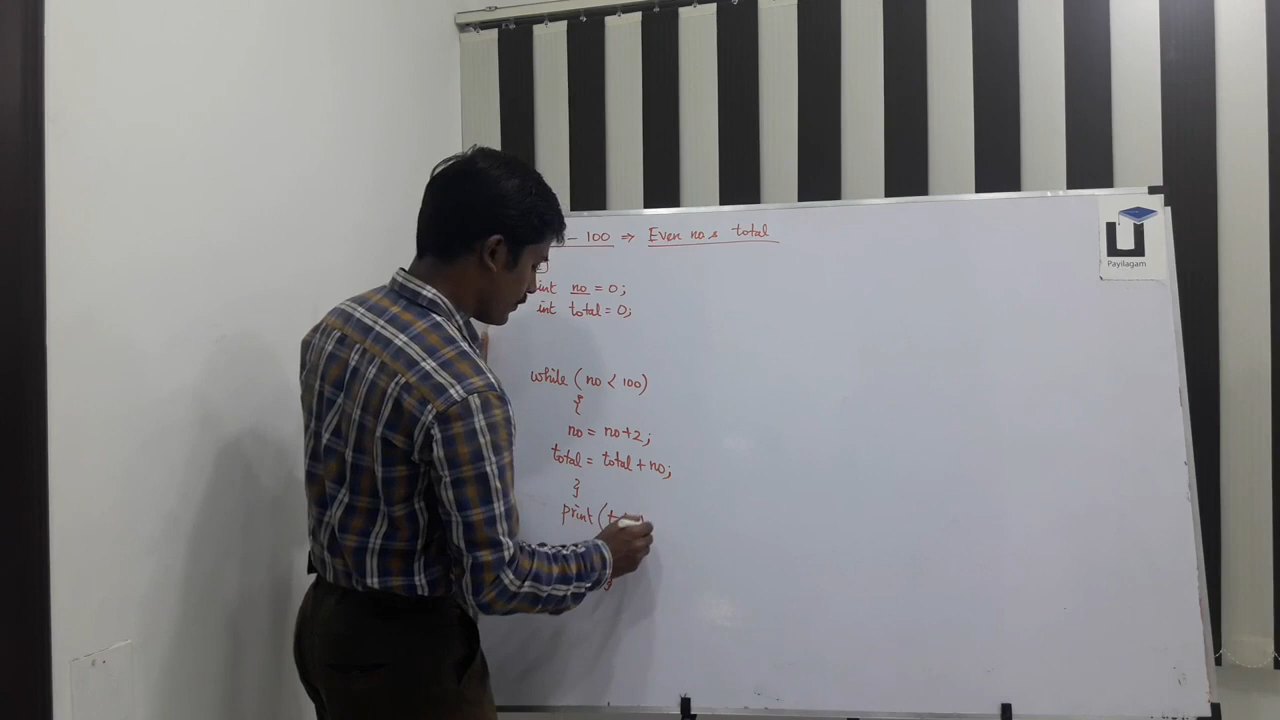 - 100 ⇒ Even no s total
int no = 0;
int total = 0;
while (no < 100)
{
no = no+2;
total = total + no;
}
print (
Payilagam